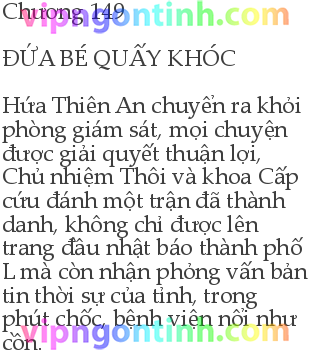 Chương 149
vipngontinh.com
ĐỨA BÉ QUẤY KHÓC
Hứa Thiên An chuyển ra khỏi
phòng giám sát, mọi chuyện
được giải quyết thuận lợi,
Chủ nhiệm Thôi và khoa Cấp
cứu đánh một trận đã thành
danh, không chỉ được lên
trang đầu nhật báo thành phố
L mà còn nhận phỏng vấn bản
tin thời sự của tỉnh, trong
phút chốc, bệnh viện nổi như
cồn.
vipngontinh.com